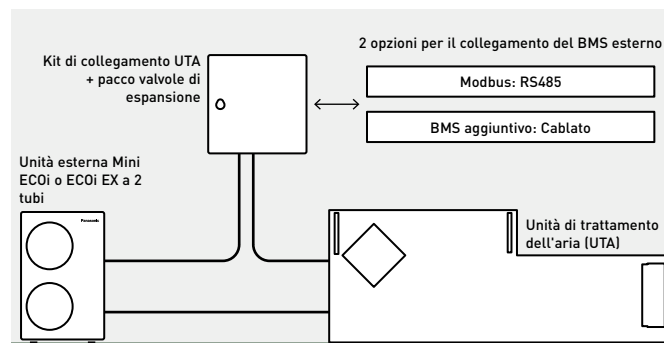 2 opzioni per il collegamento del BMS esterno
Kit di collegamento UTA
+ pacco valvole di
espansione
Modbus: RS485
BMS aggiuntivo: Cablato
Unità esterna Mini
ECOi o ECOi EX a 2
tubi
Panasonic
Unità di trattamento
dell'aria (UTA)